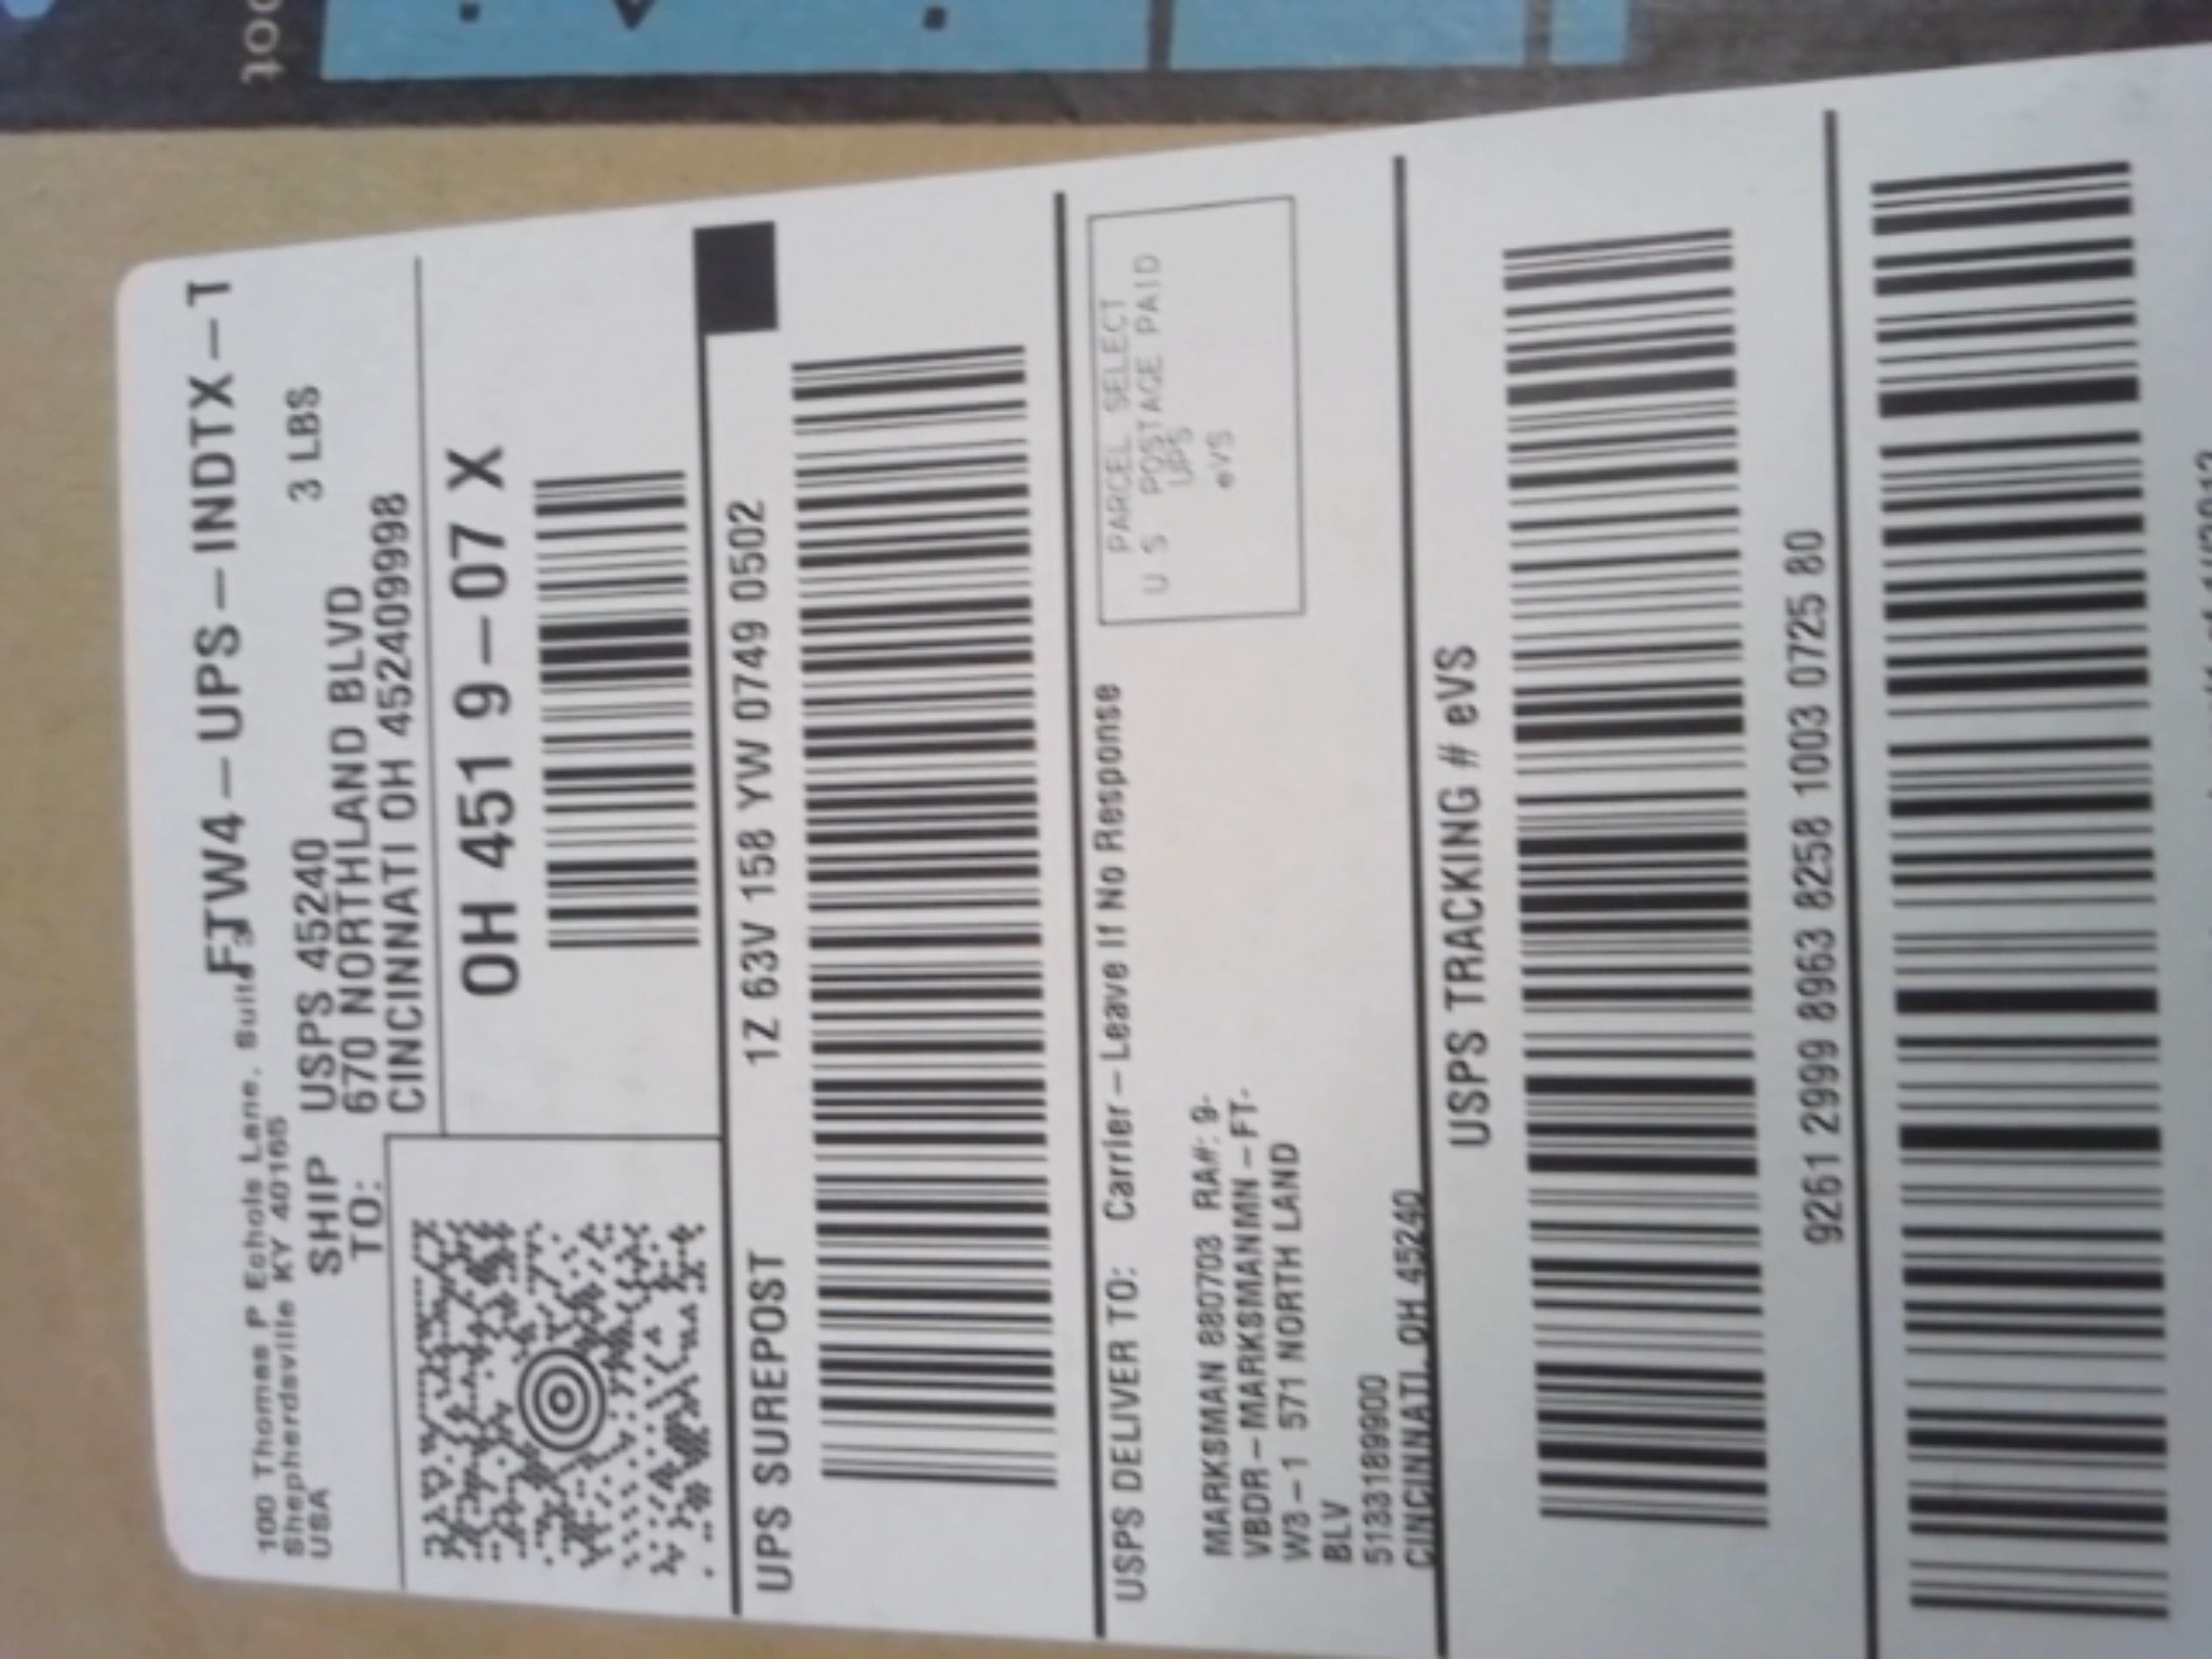 oot
FTW4-UPS-INDTX-T
100 Thomas P Echols Lane, Suite
Shepherdsville KY 40165
USA
3 LBS
SHIP
TO:
USPS 45240
670 NORTHLAND BLVD
CINCINNATI OH 452409998
OH 451 9-07 X
UPS SUREPOST
1Z 63V 158 YW 0749 0502
USPS DELIVER TO: Carrier-Leave If No Response
PARCEL SELECT
U S POSTAGE PAID
UPS
eVS
MARKSMAN 880703 RA#: 9-
VBDR-MARKSMANMN-FT-
W3-1 571 NORTH LAND
BLV
5133189900
CINCINNATI, OH 45240
USPS TRACKING # eVS
9261 2999 8963 8258 1003 0725 80